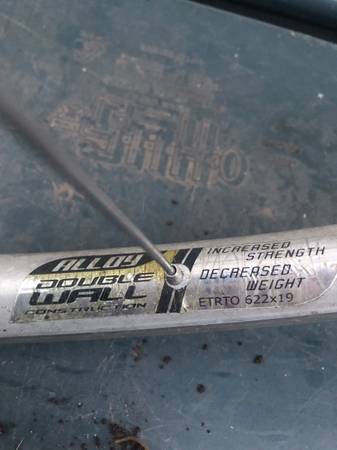 ALLOY
DOUBLE
WALL
CONSTRUCTION
INCREASED
STRENGTH
DECREASED
WEIGHT
ETRTO 622x19